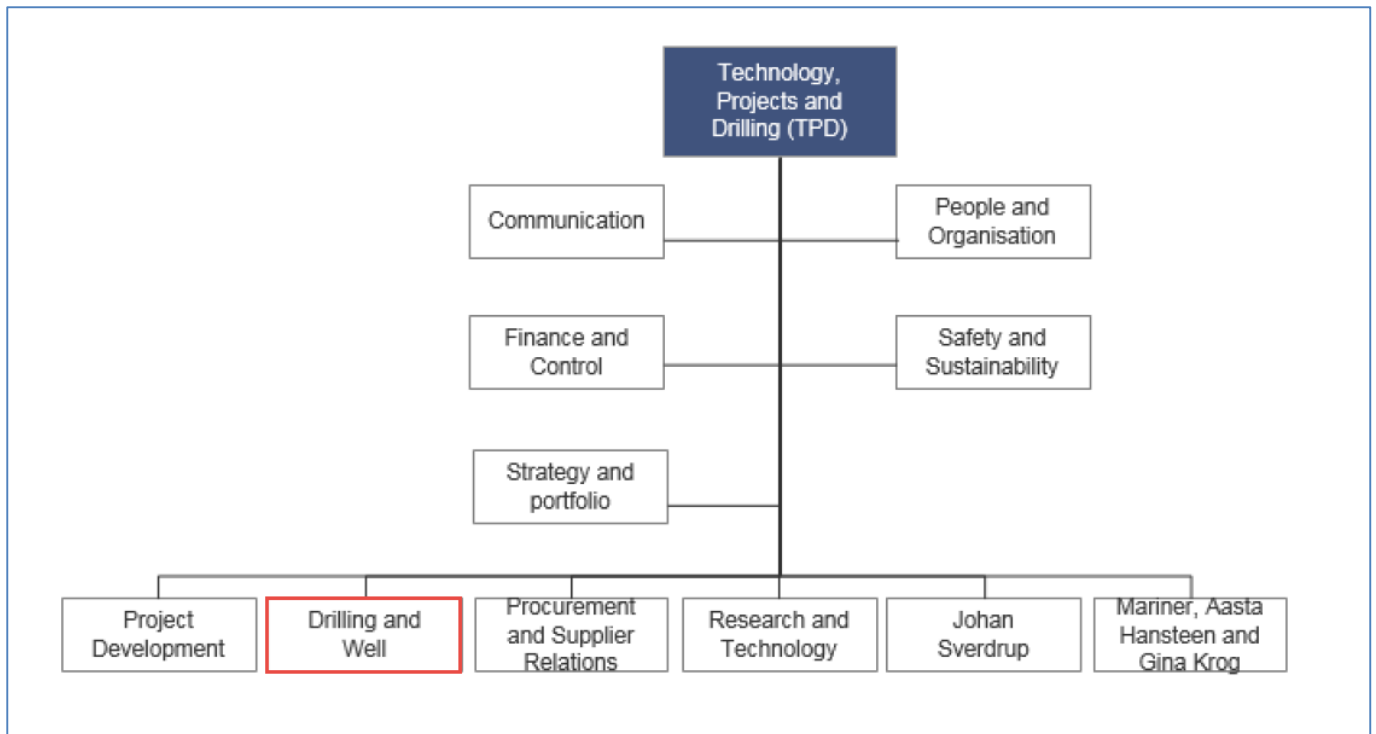 Technology,
Projects and
Drilling (TPD)
Communication
People and
Organisation
Finance and
Control
Safety and
Sustainability
Strategy and
portfolio
Project
Development
Drilling and
Well
Procurement
and Supplier
Relations
Research and
Technology
Johan
Sverdrup
Mariner, Aasta
Hansteen and
Gina Krog